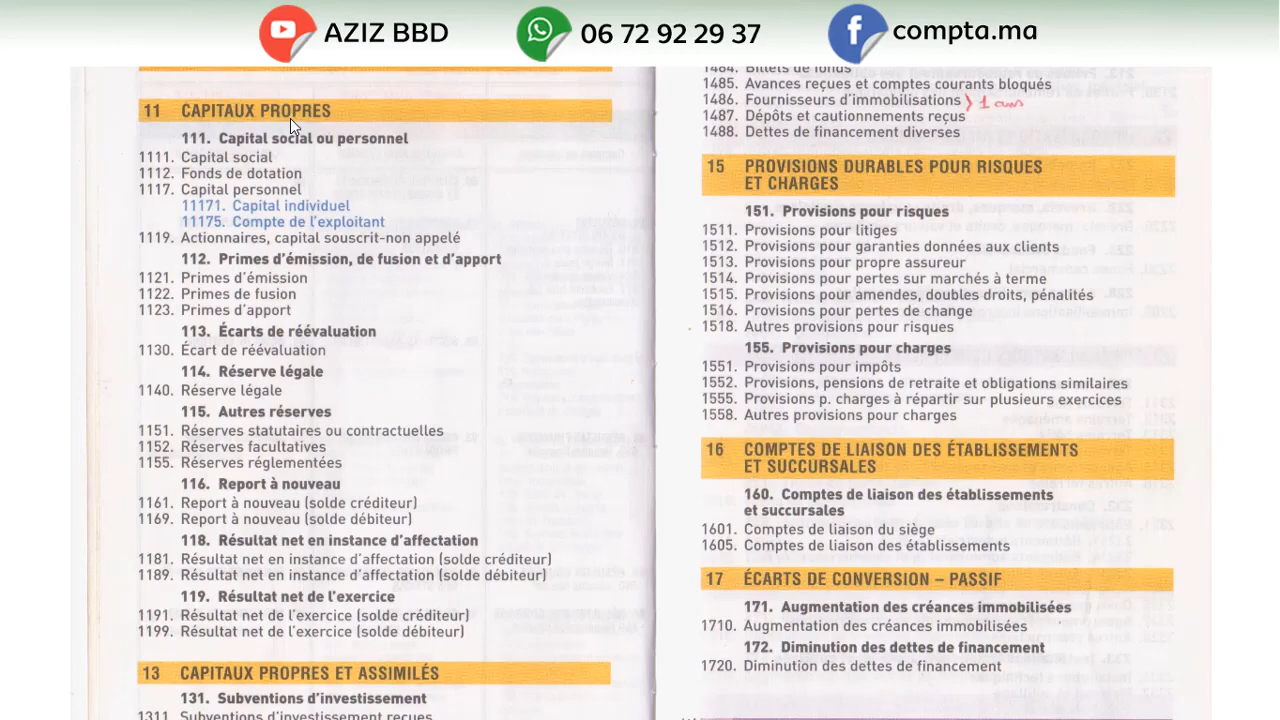 AZIZ BBD
06 72 92 29 37
compta.ma
11 CAPITAUX PROPRES
111. Capital social ou personnel
1111. Capital social
1112. Fonds de dotation
1117. Capital personnel
11171. Capital individuel
11175. Compte de l'exploitant
1119. Actionnaires, capital souscrit-non appelé
112. Primes d'émission, de fusion et d'apport
1121. Primes d'émission
1122. Primes de fusion
1123. Primes d'apport
113. Écarts de réévaluation
1130. Écart de réévaluation
114. Réserve légale
1140. Réserve légale
115. Autres réserves
1151. Réserves statutaires ou contractuelles
1152. Réserves facultatives
1155. Réserves réglementées
116. Report à nouveau
1161. Report à nouveau (solde créditeur)
1169. Report à nouveau (solde débiteur)
118. Résultat net en instance d'affectation
1181. Résultat net en instance d'affectation (solde créditeur)
1189. Résultat net en instance d'affectation (solde débiteur)
119. Résultat net de l'exercice
1191. Résultat net de l'exercice (solde créditeur)
1199. Résultat net de l'exercice (solde débiteur)
13 CAPITAUX PROPRES ET ASSIMILÉS
131. Subventions d'investissement
1311. Subventions d'investissement reçues
1484. Billets de fonds
1485. Avances reçues et comptes courants bloqués
1486. Fournisseurs d'immobilisations > 1 ans
1487. Dépôts et cautionnements reçus
1488. Dettes de financement diverses
15 PROVISIONS DURABLES POUR RISQUES
ET CHARGES
151. Provisions pour risques
1511. Provisions pour litiges
1512. Provisions pour garanties données aux clients
1513. Provisions pour propre assureur
1514. Provisions pour pertes sur marchés à terme
1515. Provisions pour amendes, doubles droits, pénalités
1516. Provisions pour pertes de change
1518. Autres provisions pour risques
155. Provisions pour charges
1551. Provisions pour impôts
1552. Provisions, pensions de retraite et obligations similaires
1555. Provisions p. charges à répartir sur plusieurs exercices
1558. Autres provisions pour charges
16 COMPTES DE LIAISON DES ÉTABLISSEMENTS
ET SUCCURSALES
160. Comptes de liaison des établissements
et succursales
1601. Comptes de liaison du siège
1605. Comptes de liaison des établissements
17 ÉCARTS DE CONVERSION – PASSIF
171. Augmentation des créances immobilisées
1710. Augmentation des créances immobilisées
172. Diminution des dettes de financement
1720. Diminution des dettes de financement